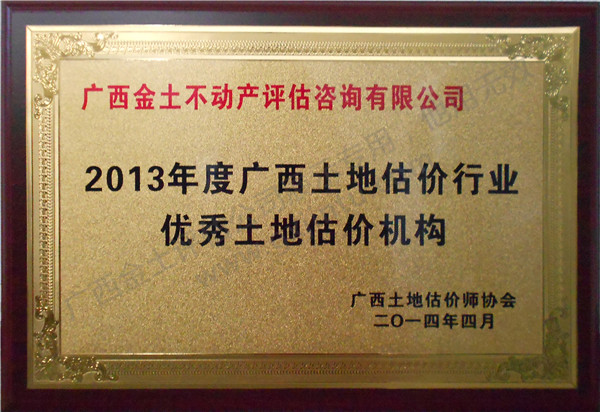 广西金土不动产评估咨询有限公司
2013年度广西土地估价行业
优秀土地估价机构
广西土地估价师协会
二〇一四年四月